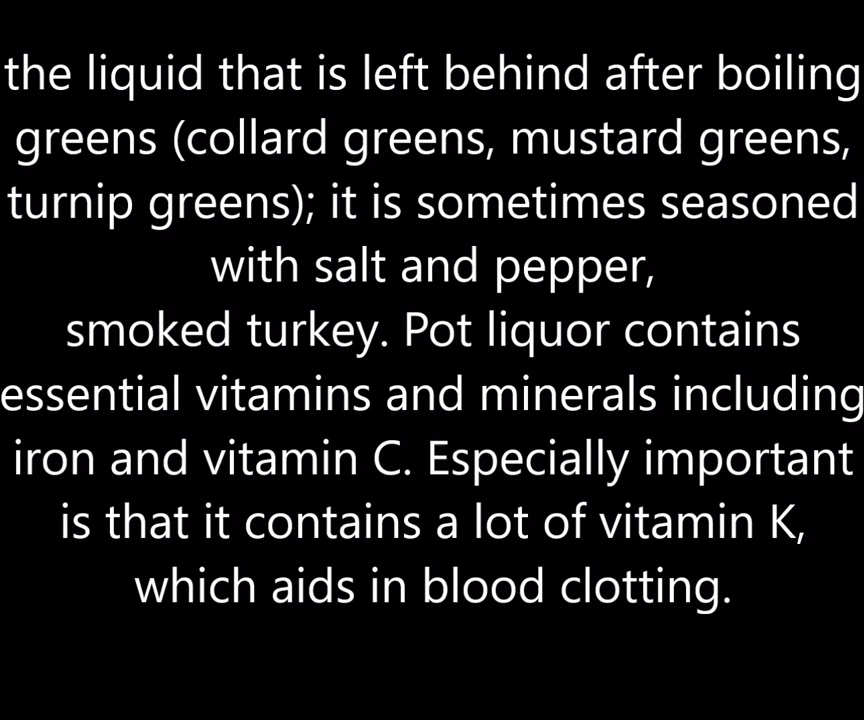 the liquid that is left behind after boiling
greens (collard greens, mustard greens,
turnip greens); it is sometimes seasoned
with salt and pepper,
smoked turkey. Pot liquor contains
essential vitamins and minerals including
iron and vitamin C. Especially important
is that it contains a lot of vitamin K,
which aids in blood clotting.